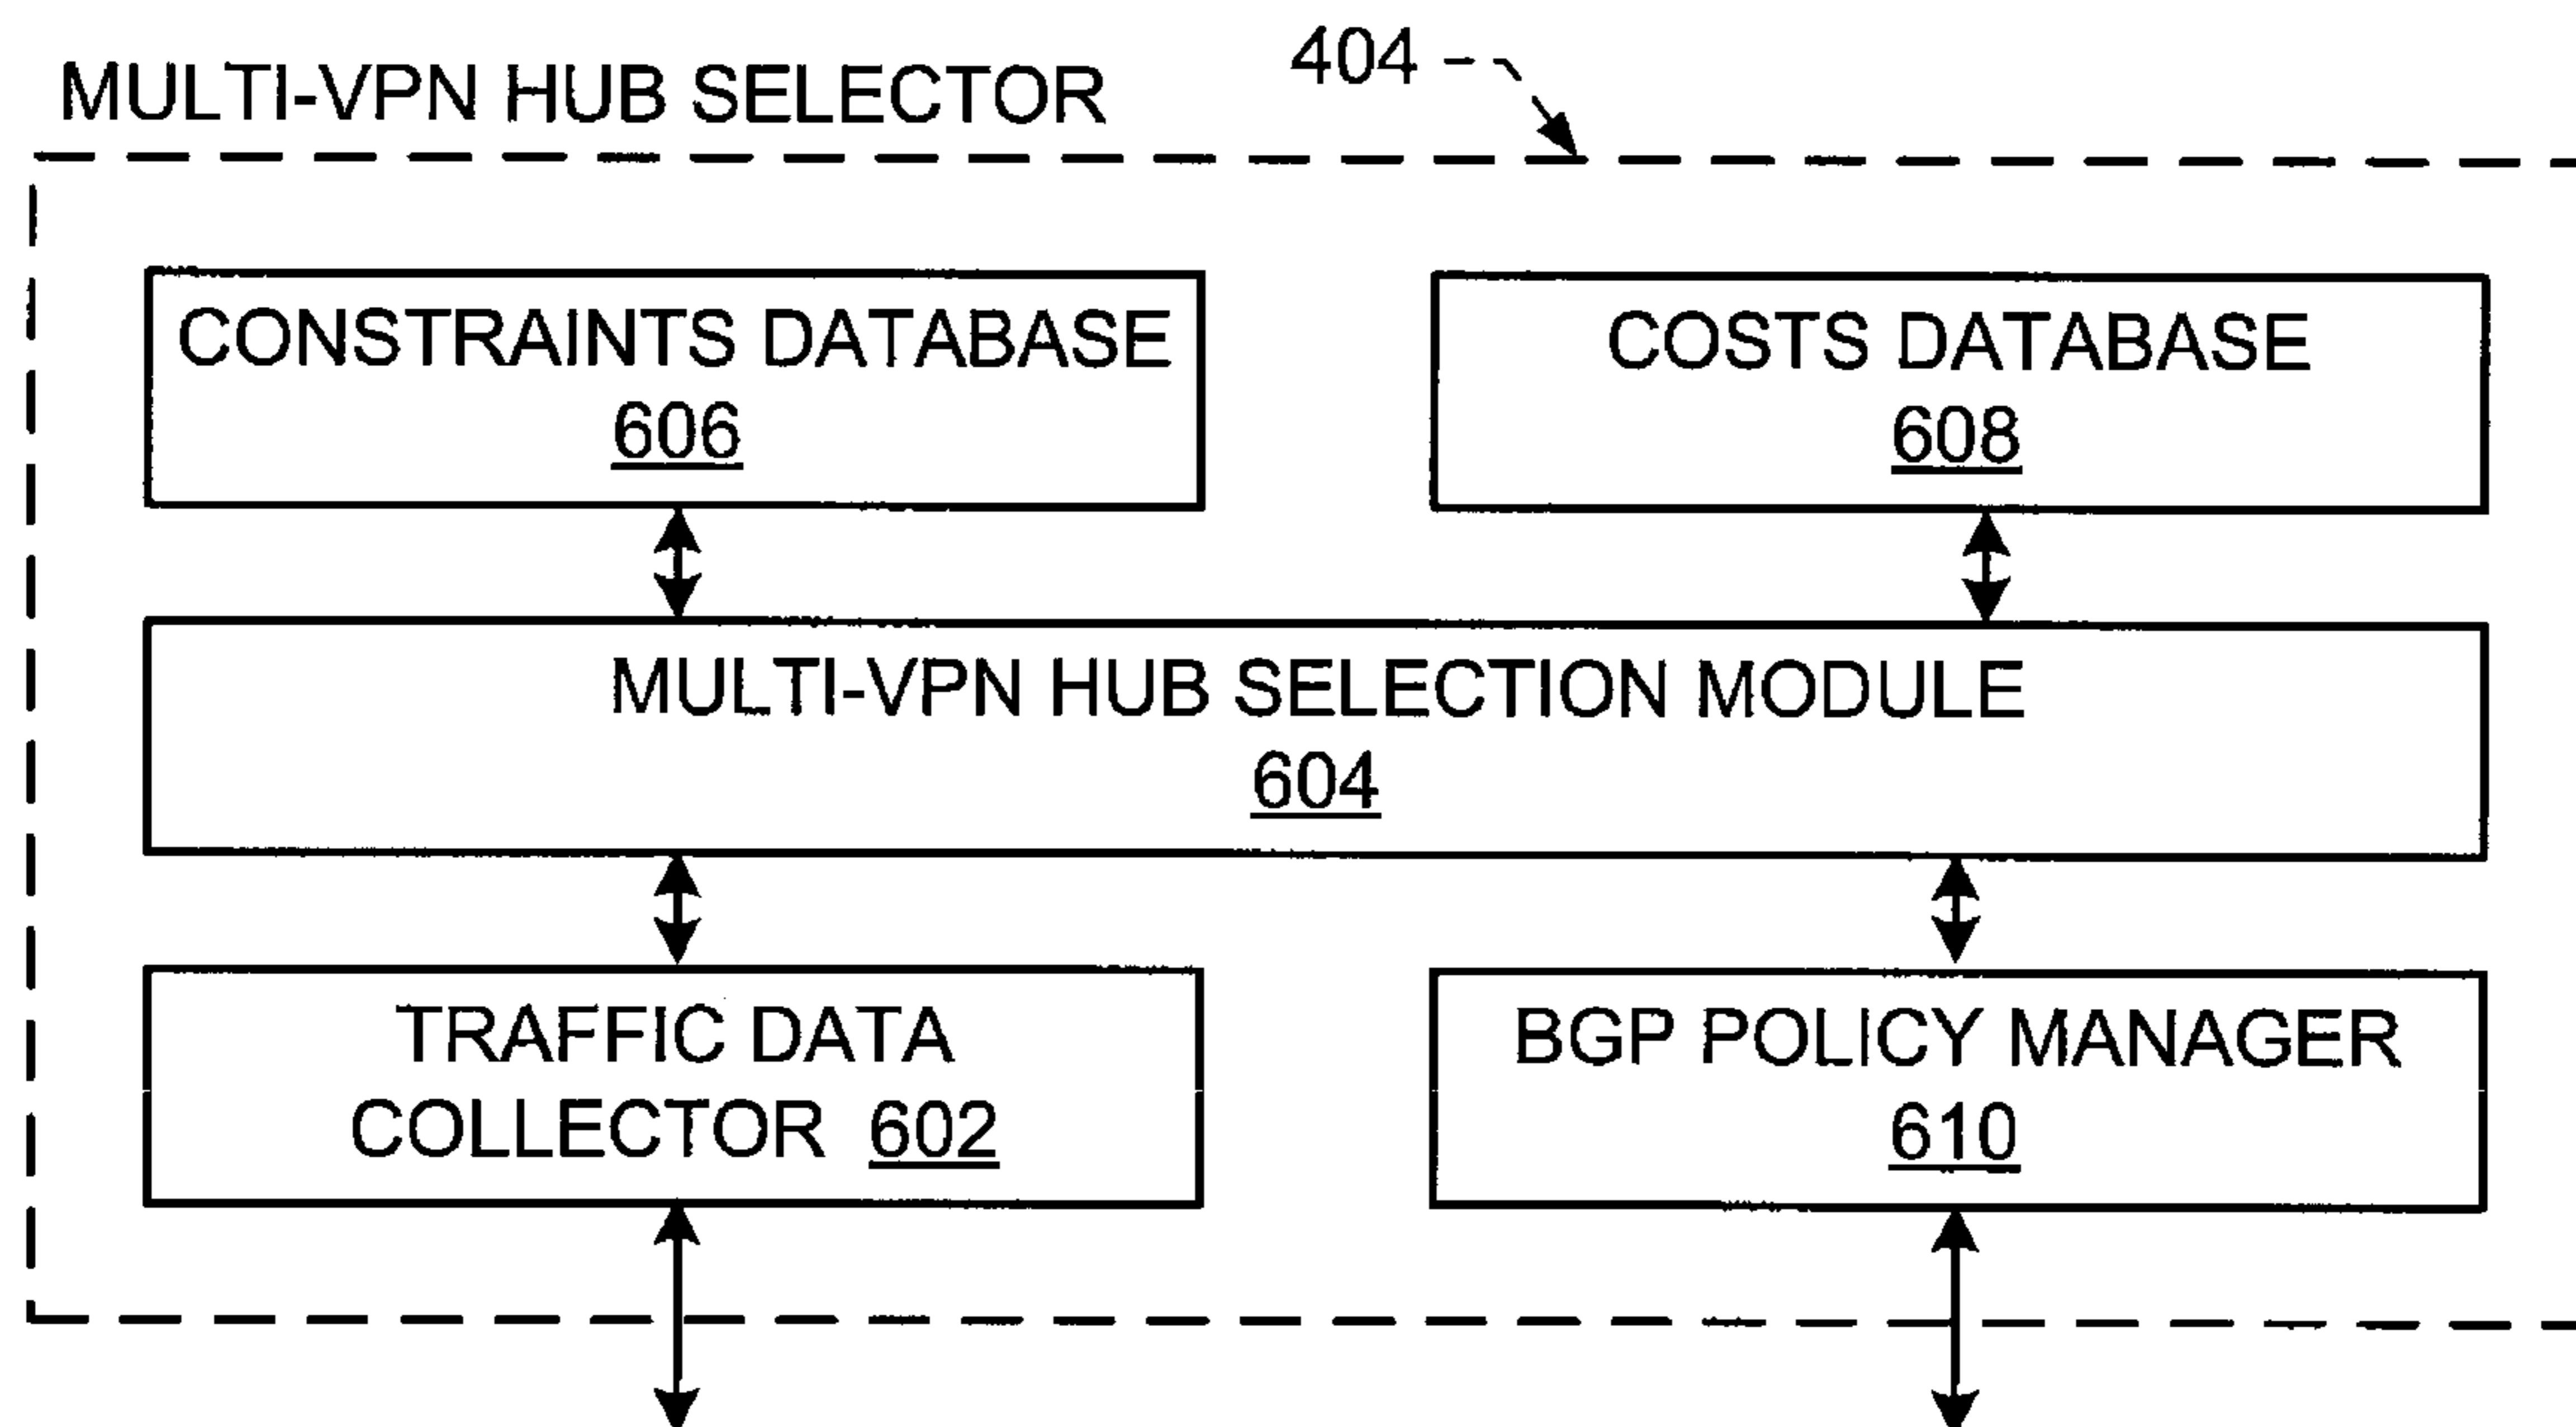 404
MULTI-VPN HUB SELECTOR
CONSTRAINTS DATABASE
606
COSTS DATABASE
608
MULTI-VPN HUB SELECTION MODULE
604
TRAFFIC DATA
COLLECTOR 602
BGP POLICY MANAGER
610